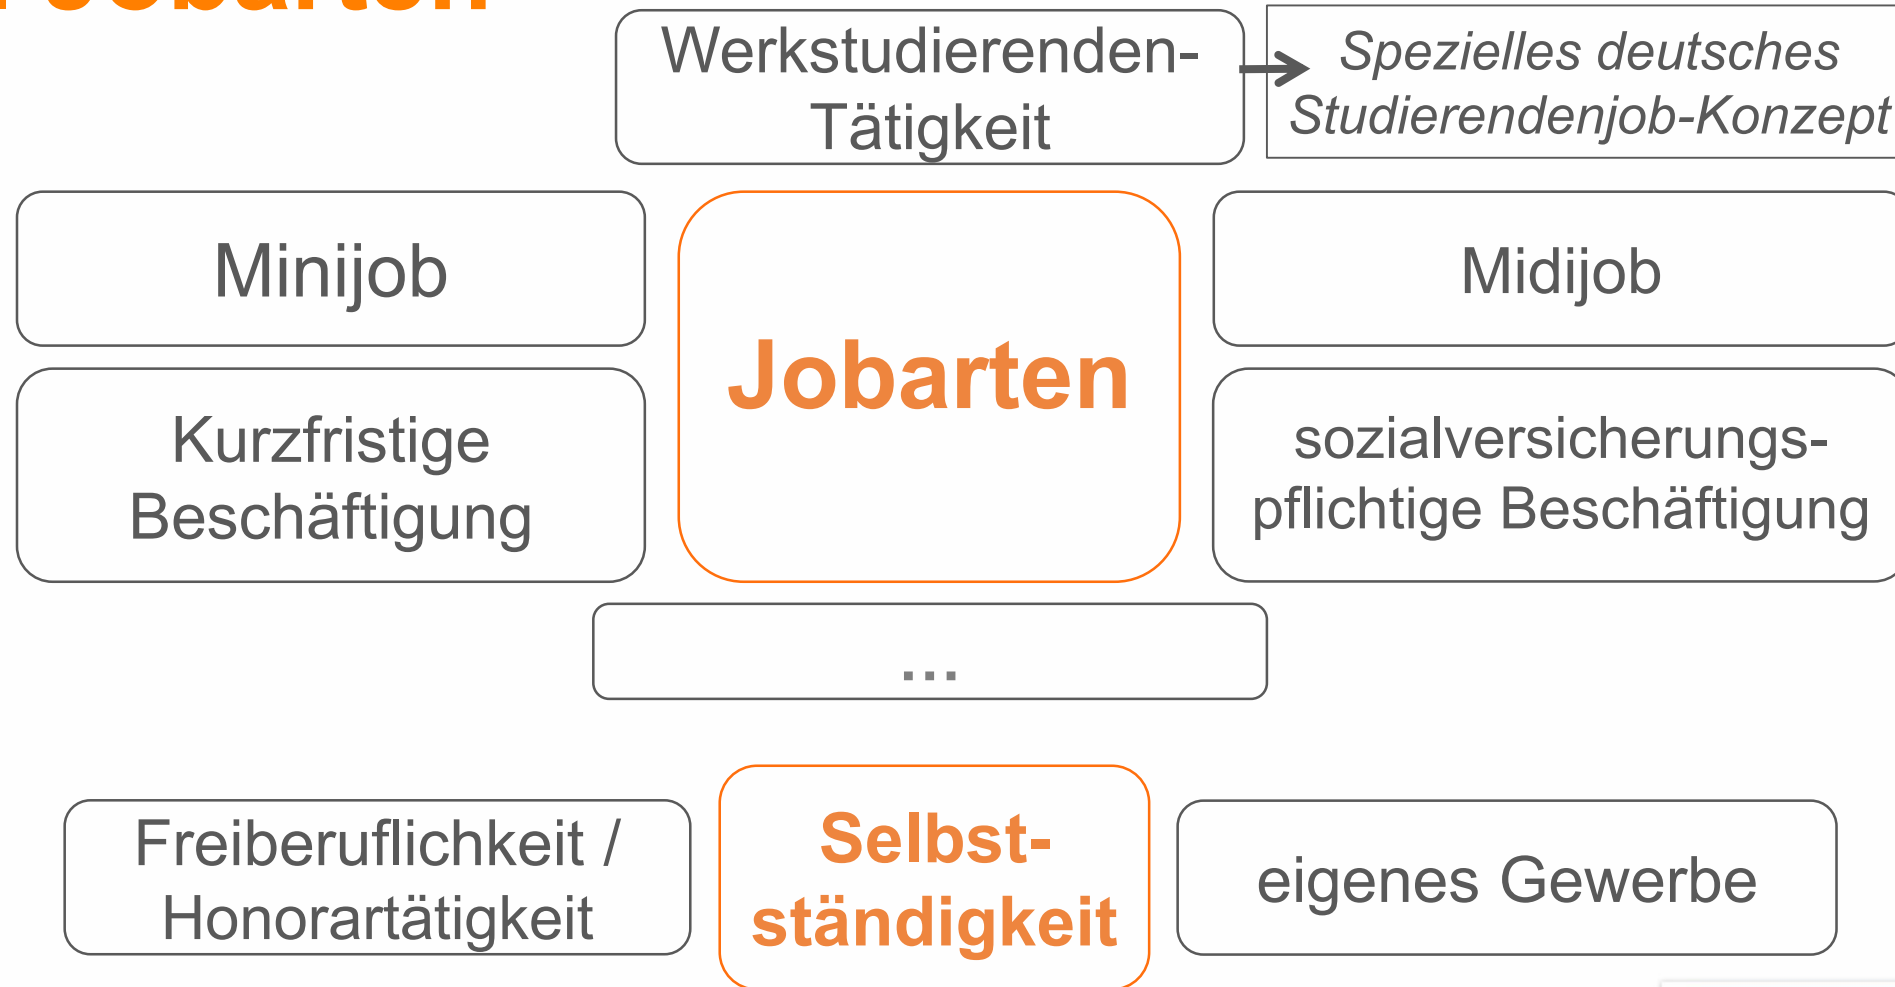 Jobarten
Werkstudierenden-
Tätigkeit
Spezielles deutsches
Studierendenjob-Konzept
Minijob
Jobarten
Midijob
Kurzfristige
Beschäftigung
sozialversicherungs-
pflichtige Beschäftigung
...
Freiberuflichkeit /
Honorartätigkeit
Selbst-
ständigkeit
eigenes Gewerbe